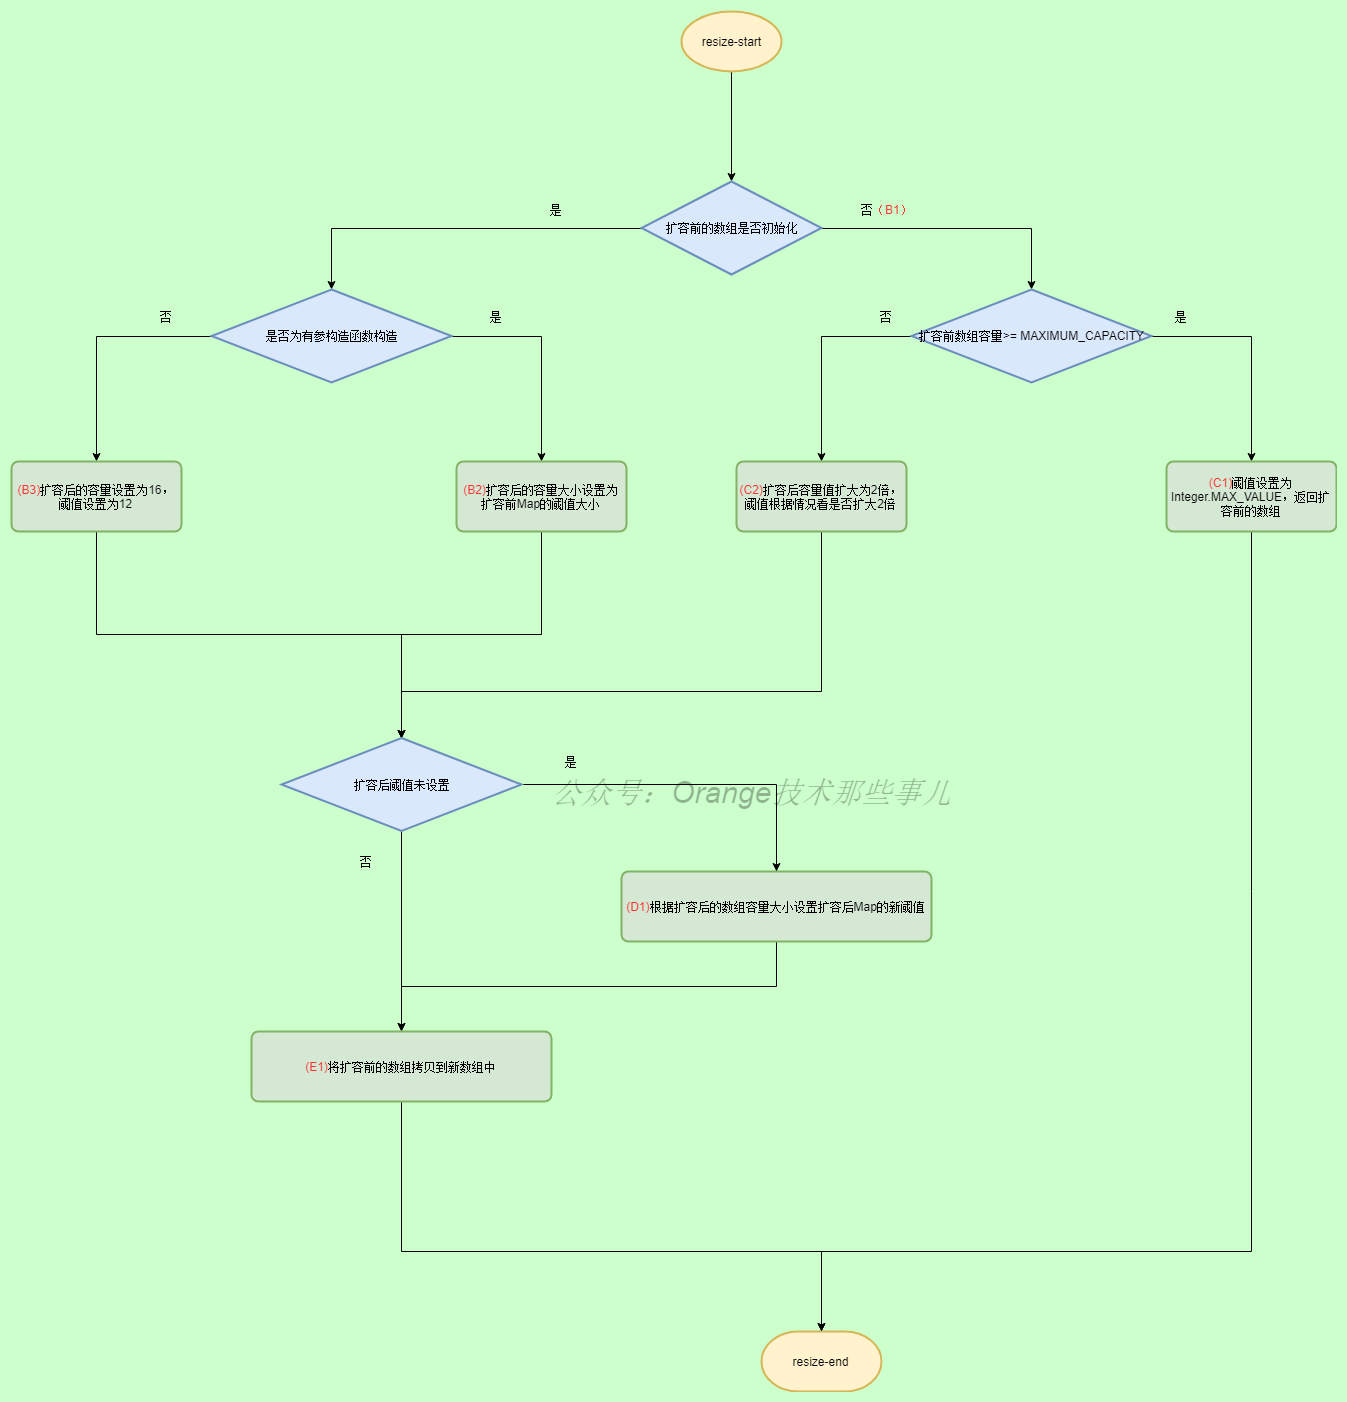 resize-start
是
否（B1）
扩容前的数组是否初始化
否
是
是否为有参构造函数构造
否
是
扩容前数组容量>= MAXIMUM_CAPACITY
(B3)扩容后的容量设置为16，
阈值设置为12
(B2)扩容后的容量大小设置为
扩容前Map的阈值大小
(C2)扩容后容量值扩大为2倍，
阈值根据情况看是否扩大2倍
(C1)阈值设置为
Integer.MAX_VALUE，返回扩
容前的数组
扩容后阈值未设置
是
公众号：Orange技术那些事儿
否
(D1)根据扩容后的数组容量大小设置扩容后Map的新阈值
(E1)将扩容前的数组拷贝到新数组中
resize-end